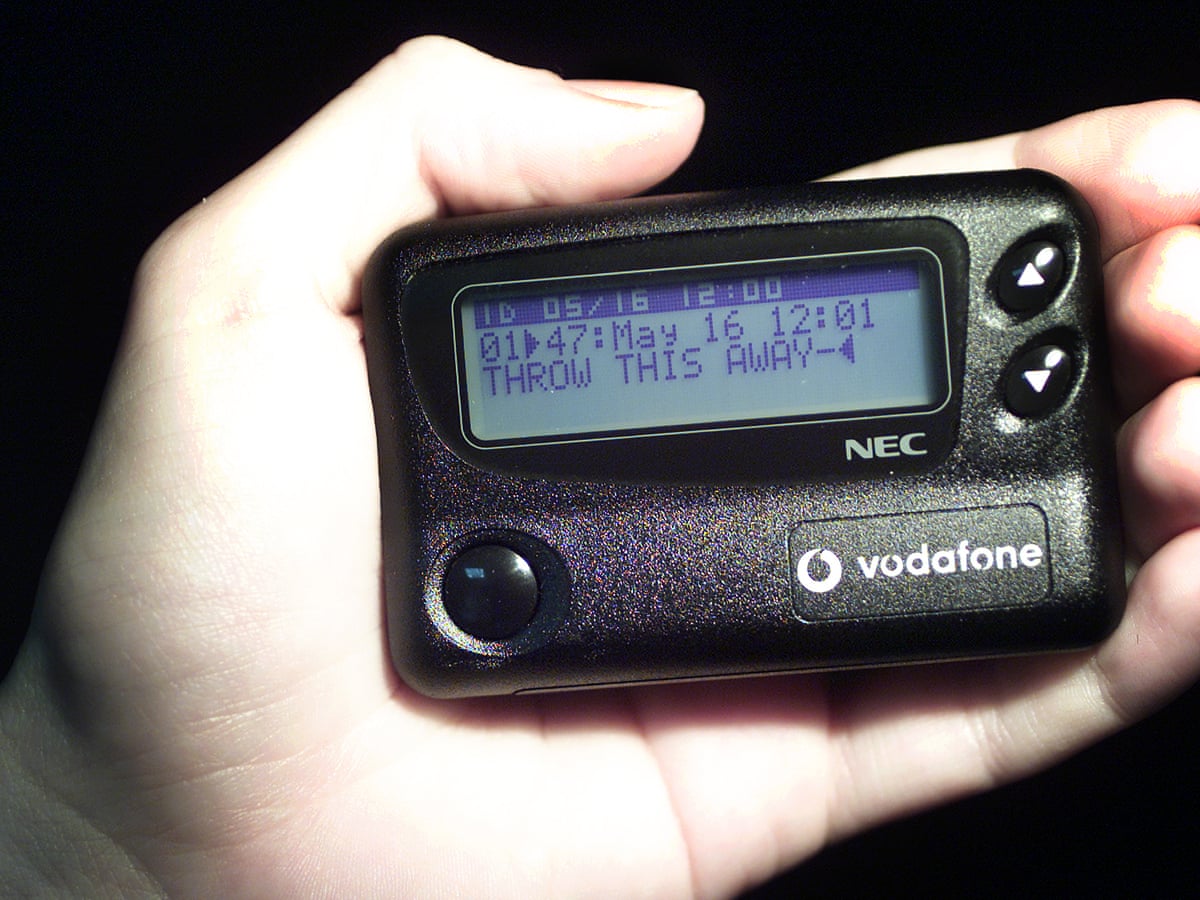 05/16 12:00
01▶47:May 16 12:01
THROW THIS AWAY-◀
NEC
vodafone